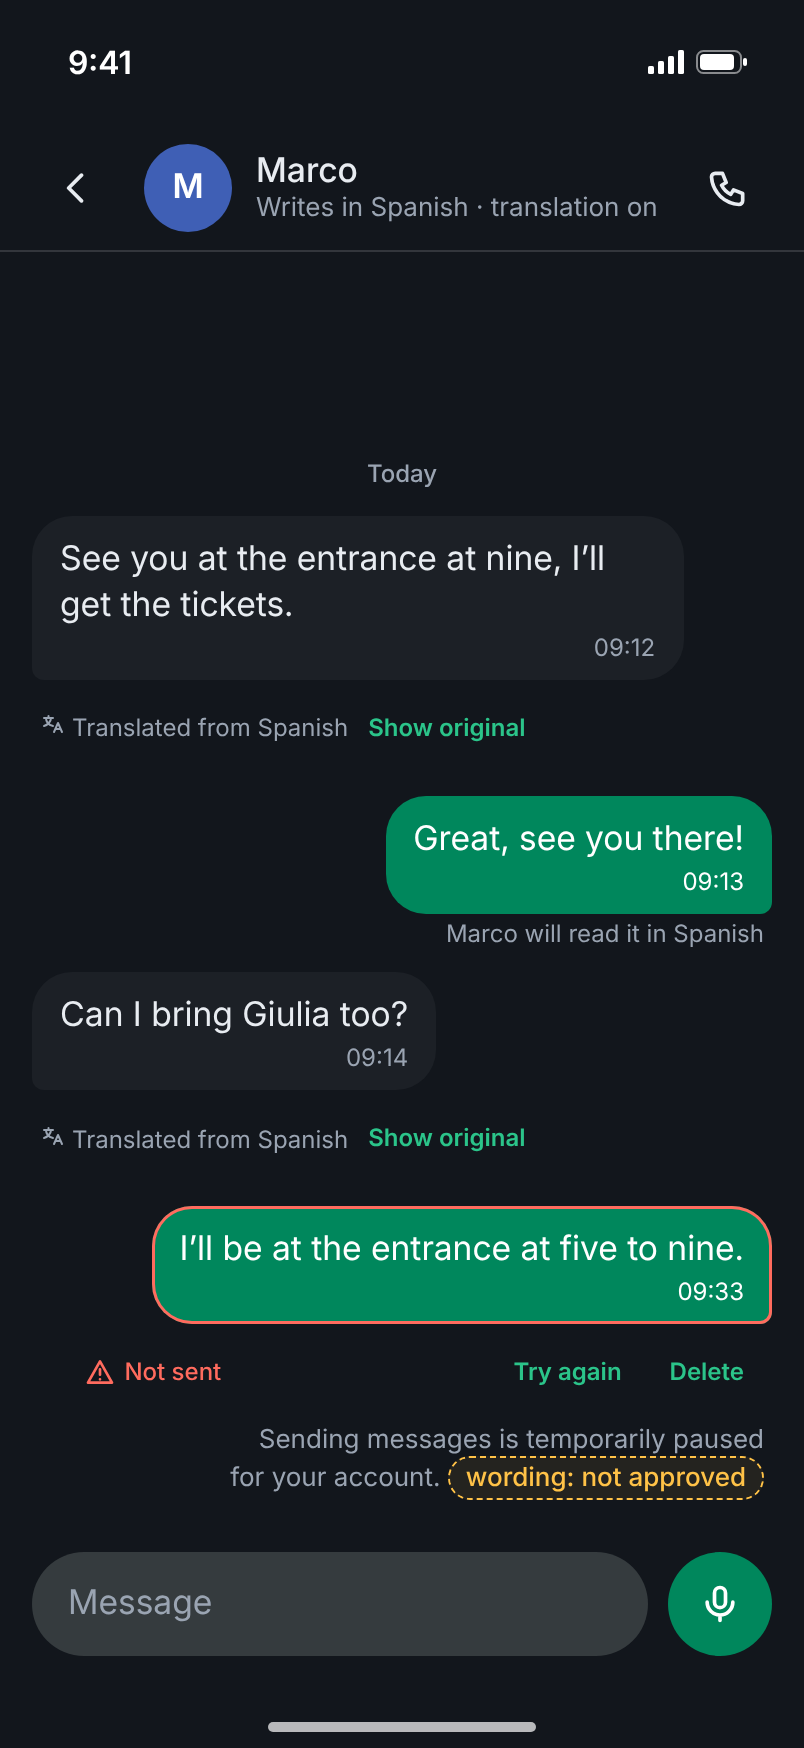 9:41
M
Marco
Writes in Spanish · translation on
Today
See you at the entrance at nine, I’ll
get the tickets.
09:12
Translated from Spanish Show original
Great, see you there!
09:13
Marco will read it in Spanish
Can I bring Giulia too?
09:14
Translated from Spanish Show original
I’ll be at the entrance at five to nine.
09:33
Not sent Try again Delete
Sending messages is temporarily paused
for your account. wording: not approved
Message